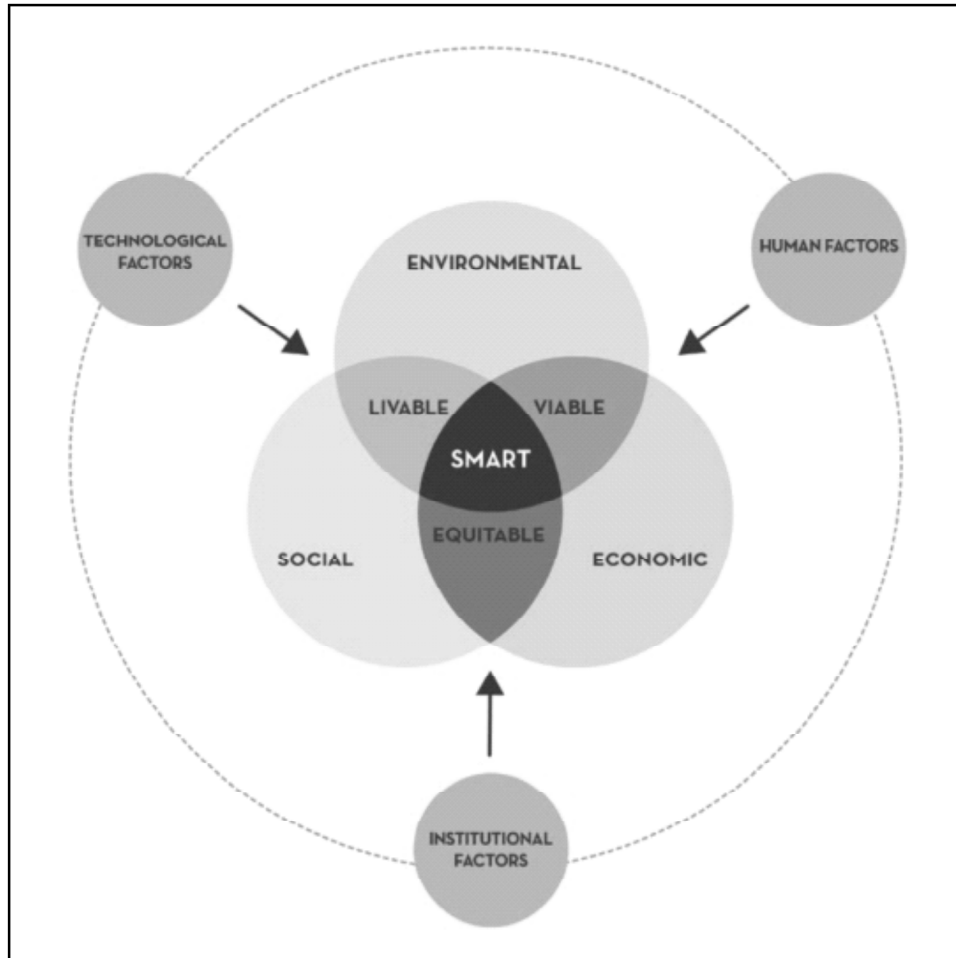 ENVIRONMENTAL
TECHNOLOGICAL
FACTORS
HUMAN FACTORS
LIVABLE
VIABLE
SMART
EQUITABLE
SOCIAL
ECONOMIC
INSTITUTIONAL
FACTORS